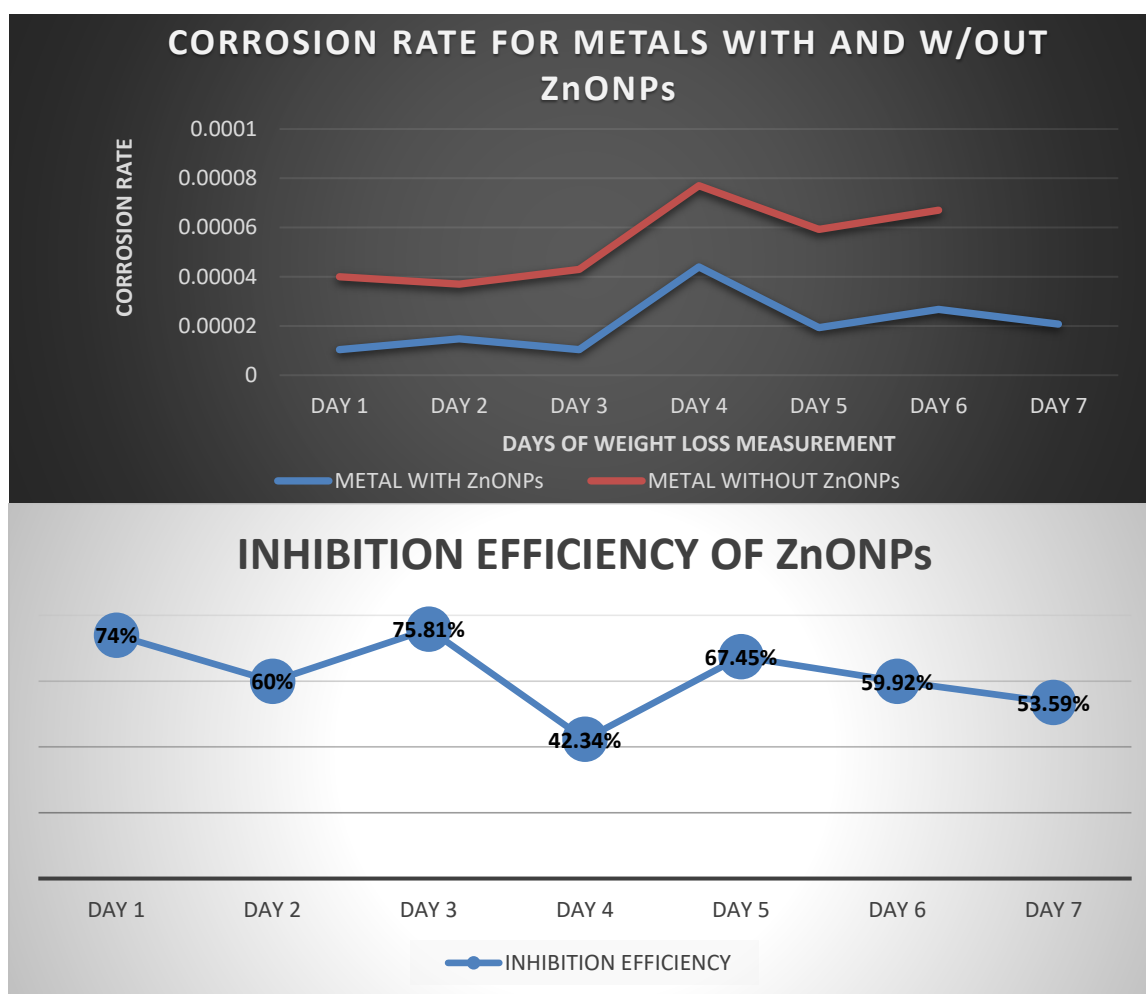 CORROSION RATE FOR METALS WITH AND W/OUT
ZnONPs
CORROSION RATE
0.0001
0.00008
0.00006
0.00004
0.00002
0
DAY 1 DAY 2 DAY 3 DAY 4 DAY 5 DAY 6 DAY 7
DAYS OF WEIGHT LOSS MEASUREMENT
METAL WITH ZnONPs METAL WITHOUT ZnONPs
INHIBITION EFFICIENCY OF ZnONPs
74% 60% 75.81% 42.34% 67.45% 59.92% 53.59%
DAY 1 DAY 2 DAY 3 DAY 4 DAY 5 DAY 6 DAY 7
INHIBITION EFFICIENCY